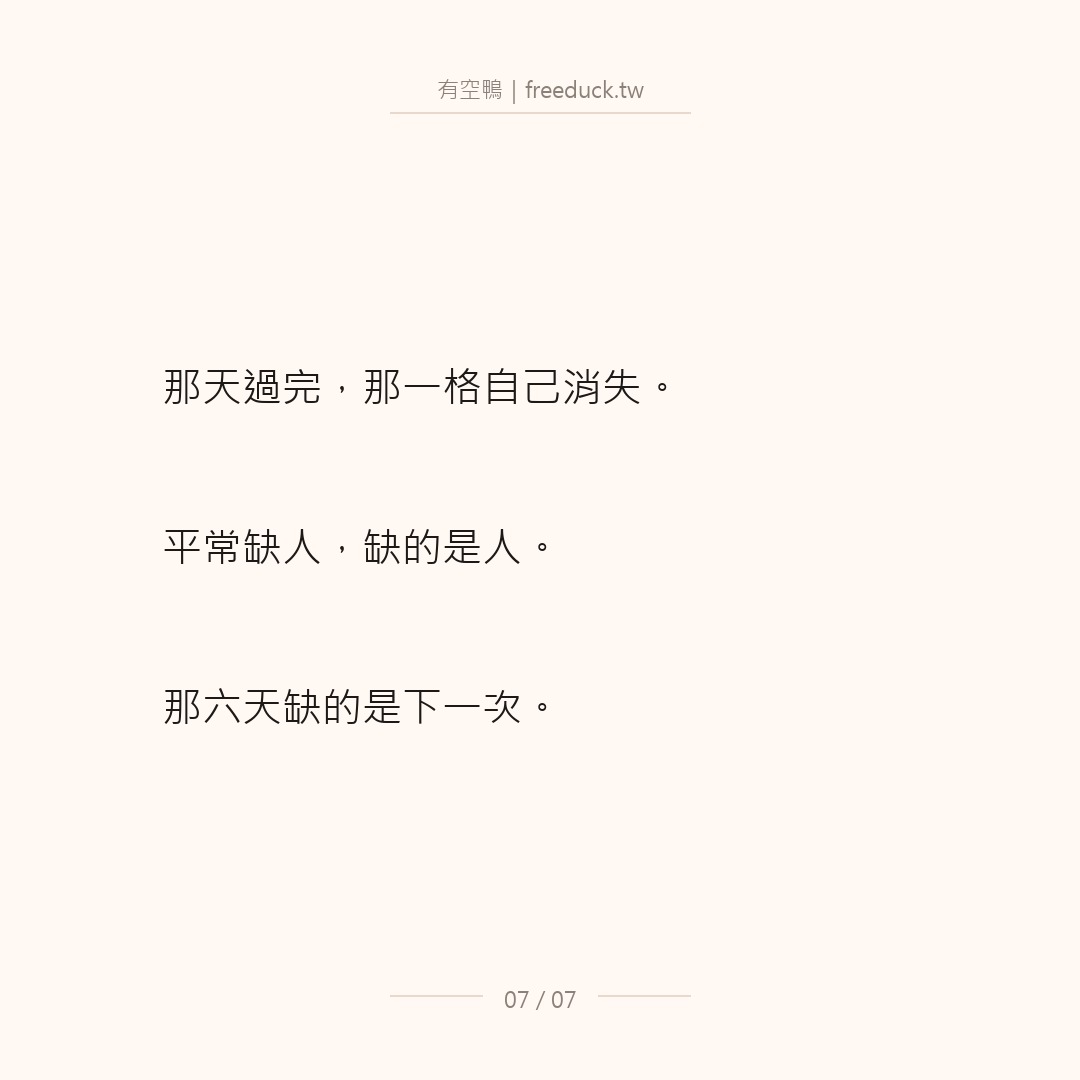 有空鴨 | freeduck.tw
那天過完，那一格自己消失。
平常缺人，缺的是人。
那六天缺的是下一次。
07 / 07